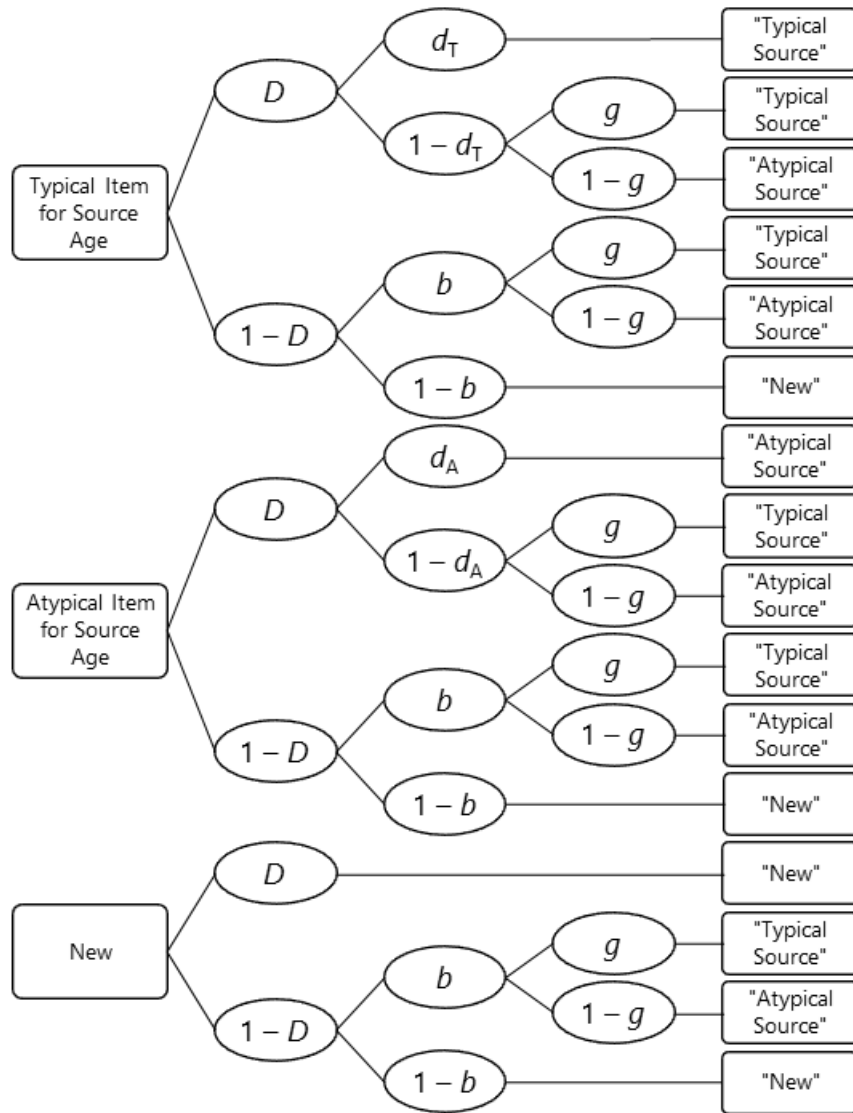 d_T
"Typical
Source"
D
g
"Typical
Source"
1 – d_T
1 – g
"Atypical
Source"
Typical Item
for Source
Age
g
"Typical
Source"
b
1 – g
"Atypical
Source"
1 – D
1 – b
"New"
d_A
"Atypical
Source"
D
g
"Typical
Source"
1 – d_A
1 – g
"Atypical
Source"
Atypical Item
for Source
Age
g
"Typical
Source"
b
1 – g
"Atypical
Source"
1 – D
1 – b
"New"
D
"New"
New
g
"Typical
Source"
b
1 – g
"Atypical
Source"
1 – D
1 – b
"New"